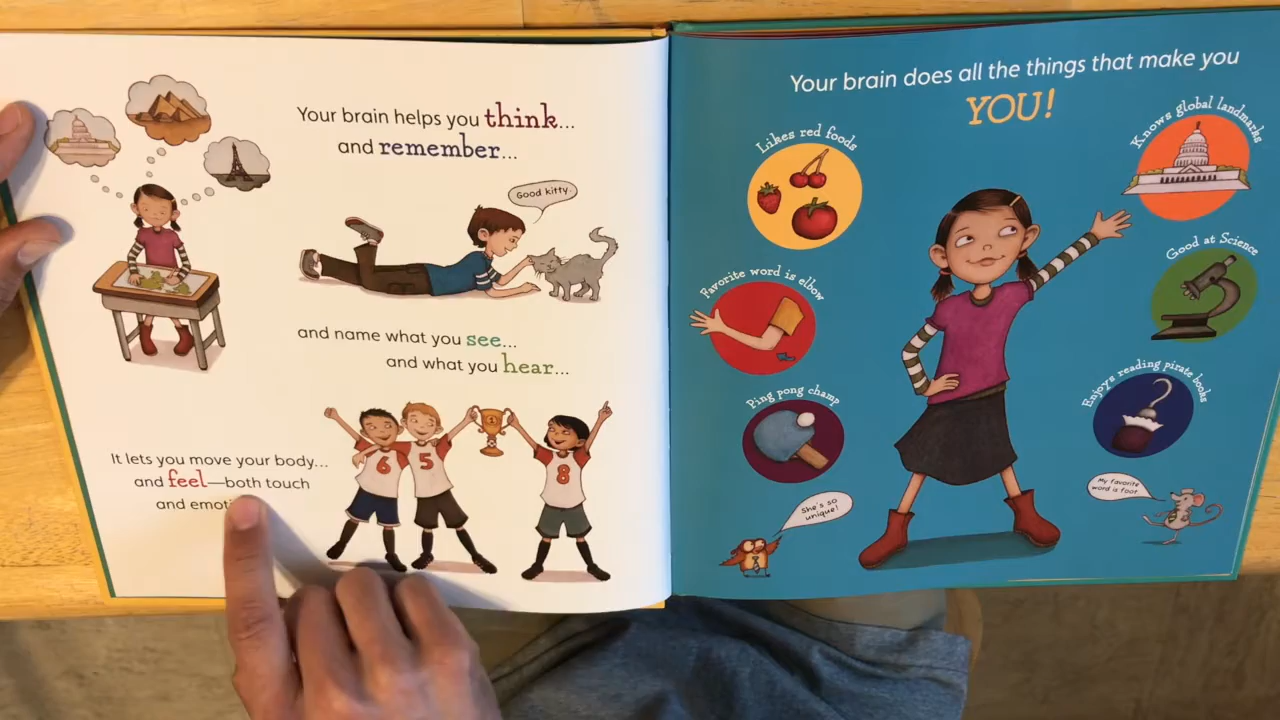 Your brain helps you think...
and remember...
Good kitty.
and name what you see...
and what you hear...
It lets you move your body...
and feel—both touch
6
5
1
8
Your brain does all the things that make you
YOU!
Likes red foods
Knows global landmarks
Favorite word is elbow
Good at Science
Ping pong champ
Enjoys reading pirate books
She's so
unique!
My favorite
word is foot